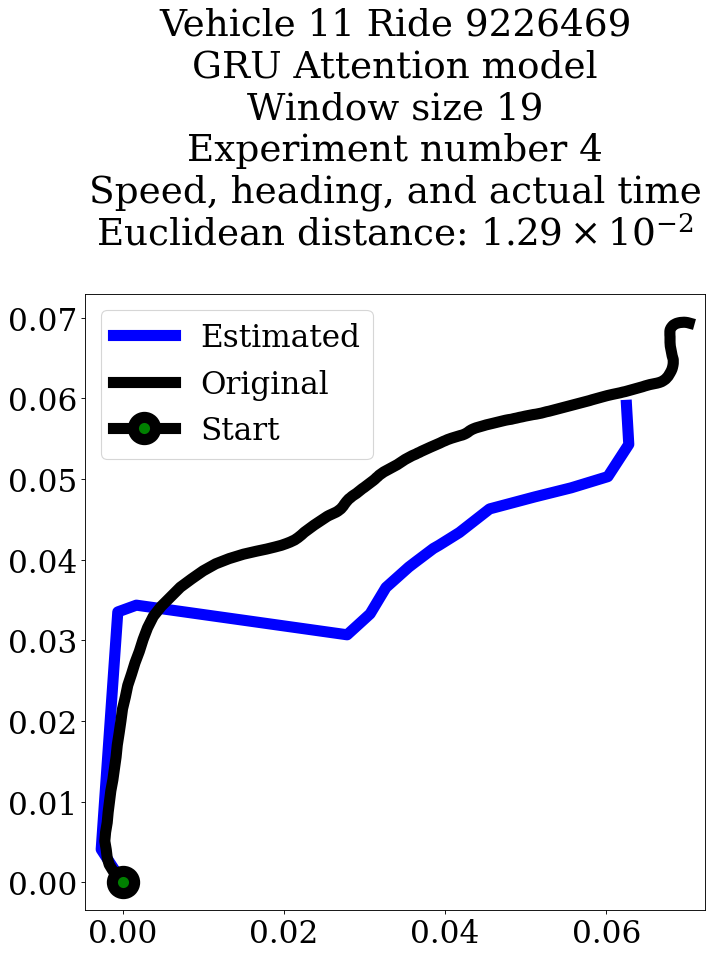 Vehicle 11 Ride 9226469
GRU Attention model
Window size 19
Experiment number 4
Speed, heading, and actual time
Euclidean distance: 1.29 × 10⁻²
Estimated
Original
Start
0.07
0.06
0.05
0.04
0.03
0.02
0.01
0.00
0.00 0.02 0.04 0.06